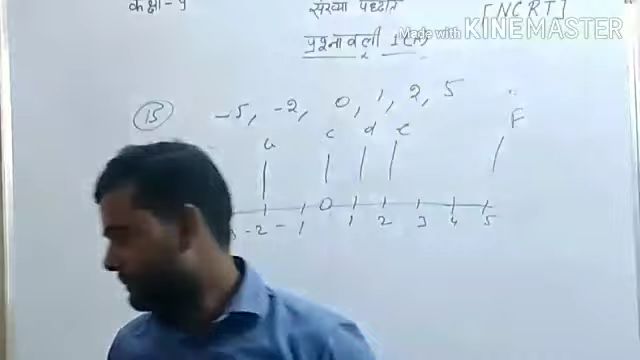 कक्षा - 9 संख्या पद्धति [NCRT]
Made with KINEMASTER
प्रश्नावली 1(A)
15 -5, -2, 0, 1, 2, 5
c d e F
0
-2 -1 1 2 3 4 5